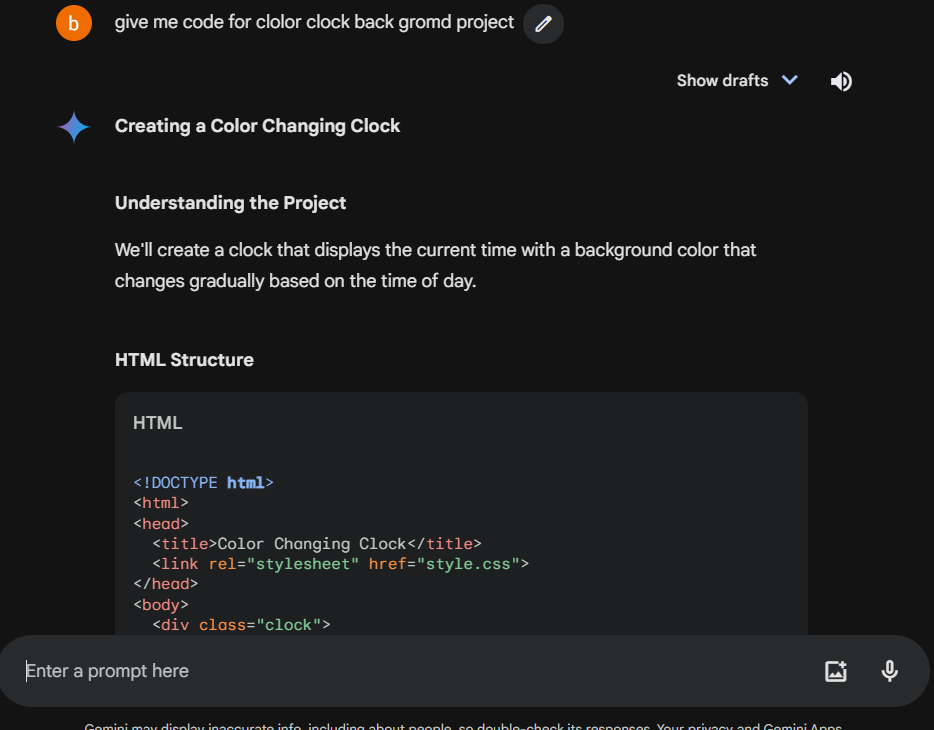 b
give me code for clolor clock back gromd project
Show drafts
Creating a Color Changing Clock
Understanding the Project
We'll create a clock that displays the current time with a background color that
changes gradually based on the time of day.
HTML Structure
HTML
<!DOCTYPE html>
<html>
<head>
  <title>Color Changing Clock</title>
  <link rel="stylesheet" href="style.css">
</head>
<body>
  <div class="clock">
Enter a prompt here
Gemini may display inaccurate info, including about people, so double-check its responses. Your privacy and Gemini Apps